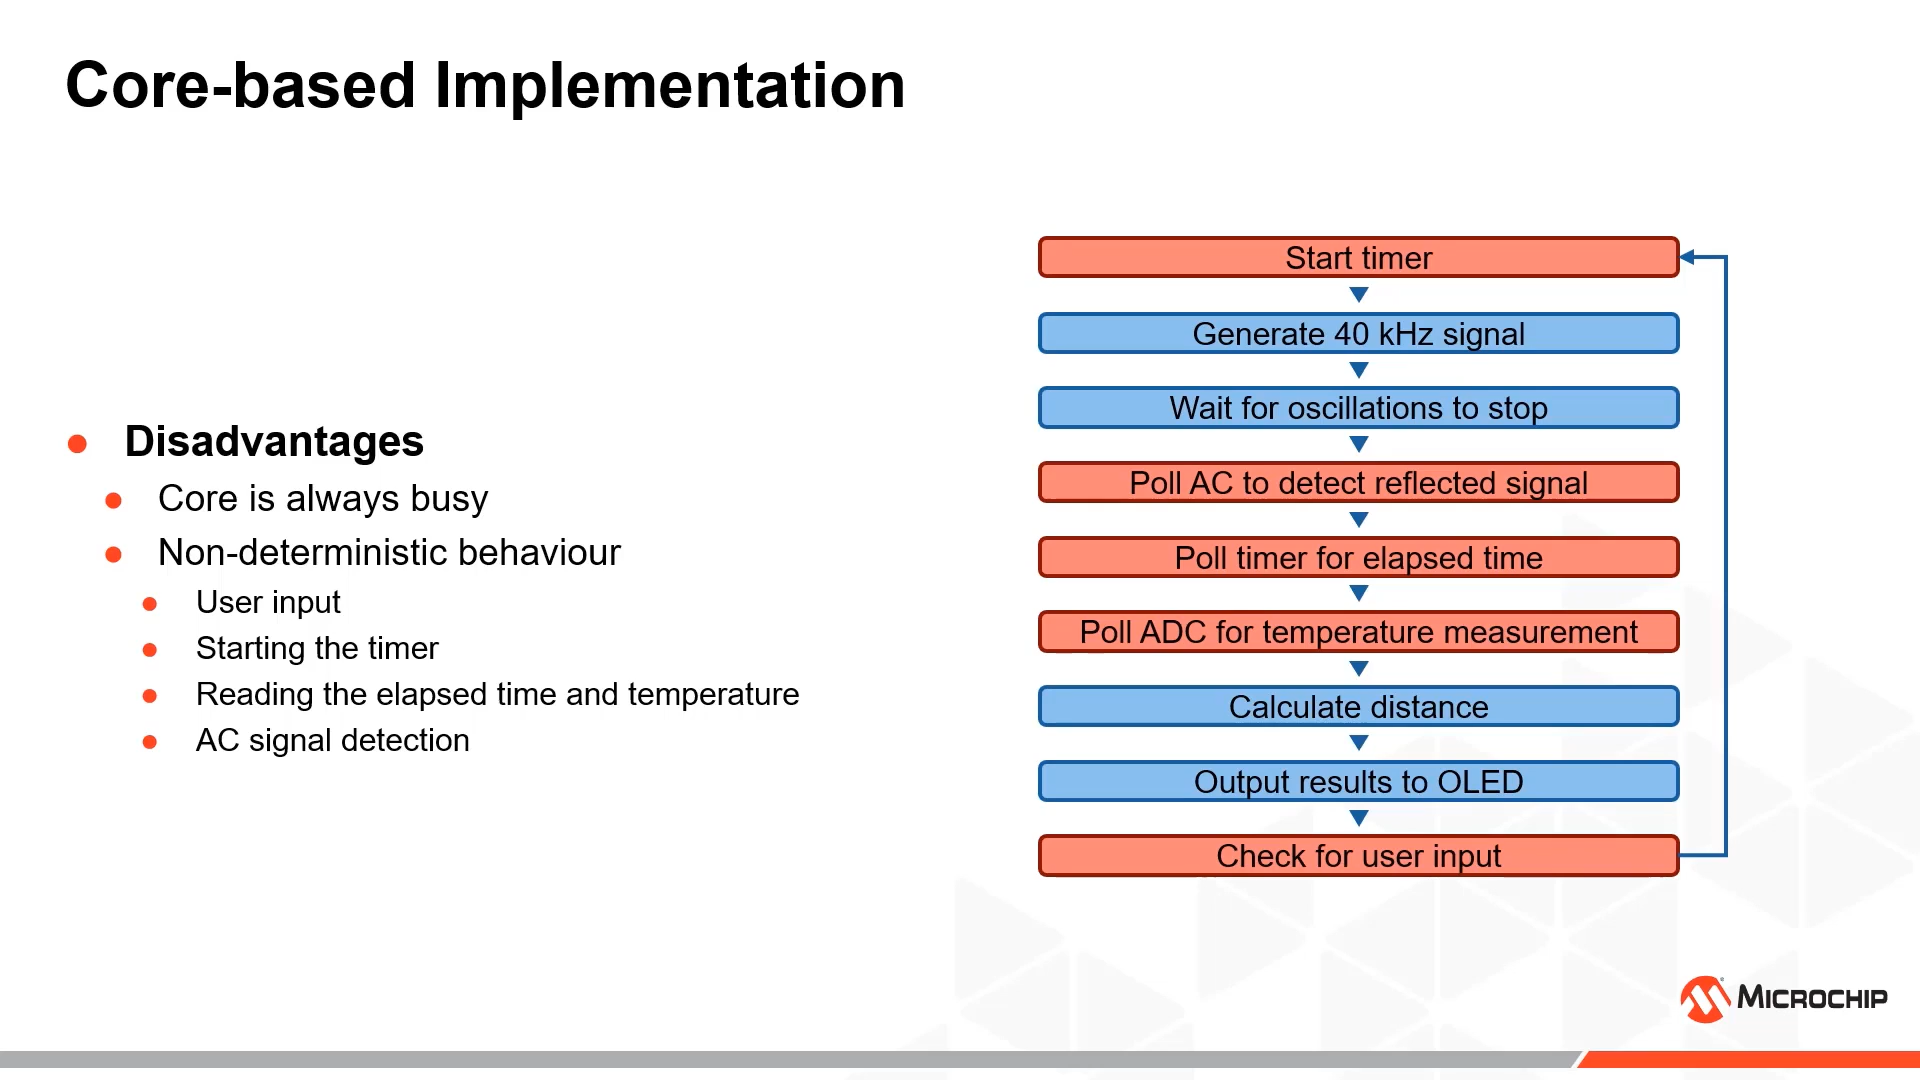 Core-based Implementation
Disadvantages
Core is always busy
Non-deterministic behaviour
User input
Starting the timer
Reading the elapsed time and temperature
AC signal detection
Start timer
Generate 40 kHz signal
Wait for oscillations to stop
Poll AC to detect reflected signal
Poll timer for elapsed time
Poll ADC for temperature measurement
Calculate distance
Output results to OLED
Check for user input
MICROCHIP